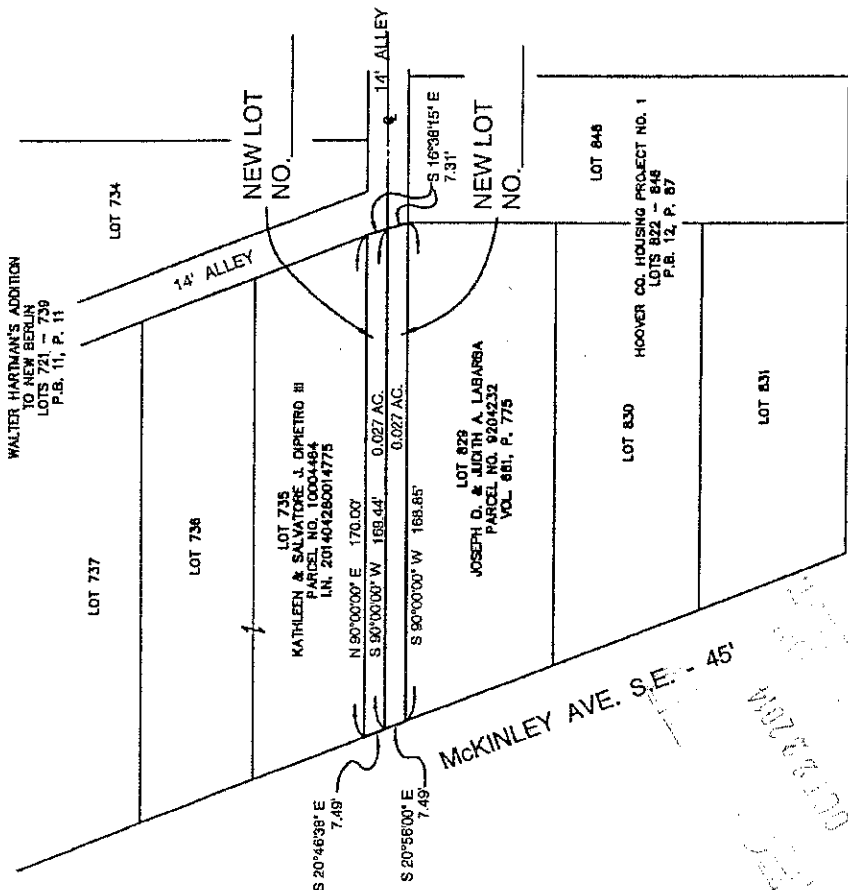 WALTER HARTMAN'S ADDITION
TO NEW BERLIN
LOTS 721 - 739
P.B. 11, P. 11
LOT 734
14' ALLEY
NEW LOT
NO.
14' ALLEY
S 16°38'15" E
7.31'
NEW LOT
NO.
LOT 848
HOOVER CO. HOUSING PROJECT NO. 1
LOTS 822 - 848
P.B. 12, P. 87
LOT 737
LOT 736
LOT 735
KATHLEEN & SALVATORE J. DIPIETRO III
PARCEL NO. 10004464
I.N. 201404280014775
N 90°00'00" E 170.00'
S 90°00'00" W 169.44' 0.027 AC.
0.027 AC.
S 90°00'00" W 168.85'
LOT 829
JOSEPH D. & JUDITH A. LABARBA
PARCEL NO. 9204232
VOL. 881, P. 775
LOT 830
LOT 831
S 20°46'38" E
7.49'
S 20°56'00" E
7.49'
McKINLEY AVE. S.E. - 45'
OCT 29 2014